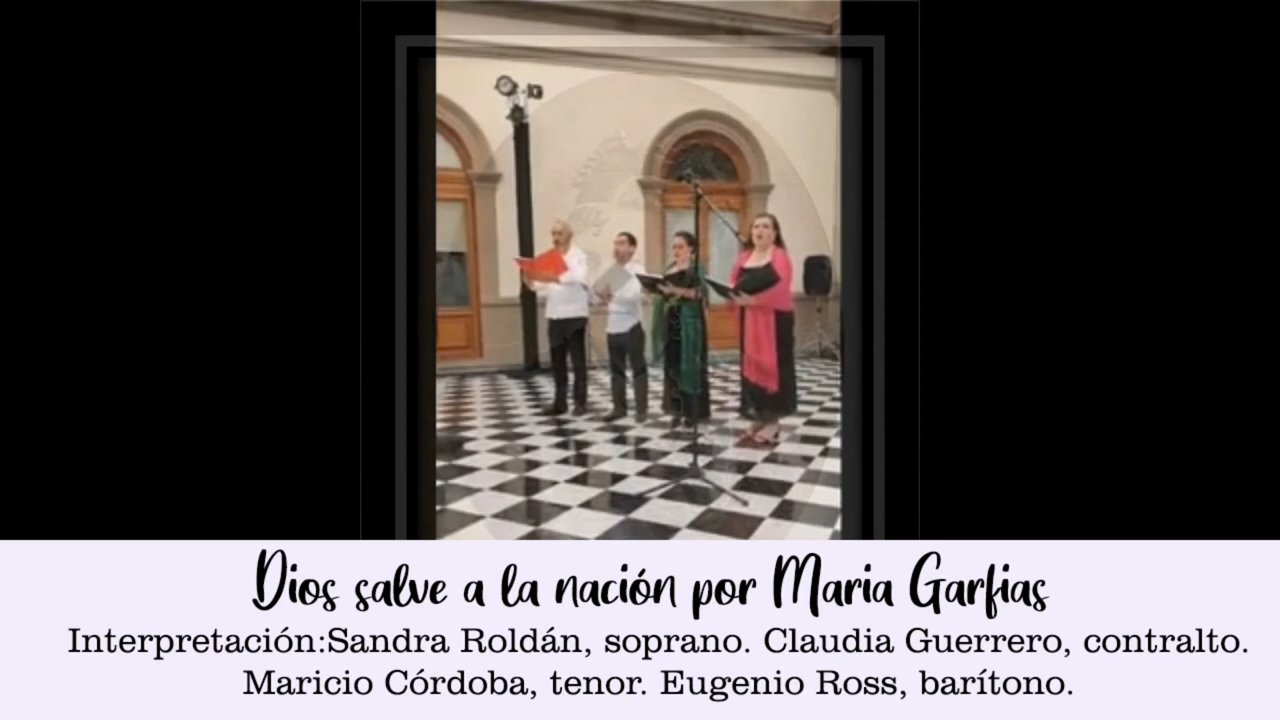 Dios salve a la nación por Maria Garfias
Interpretación:Sandra Roldán, soprano. Claudia Guerrero, contralto.
Maricio Córdoba, tenor. Eugenio Ross, barítono.